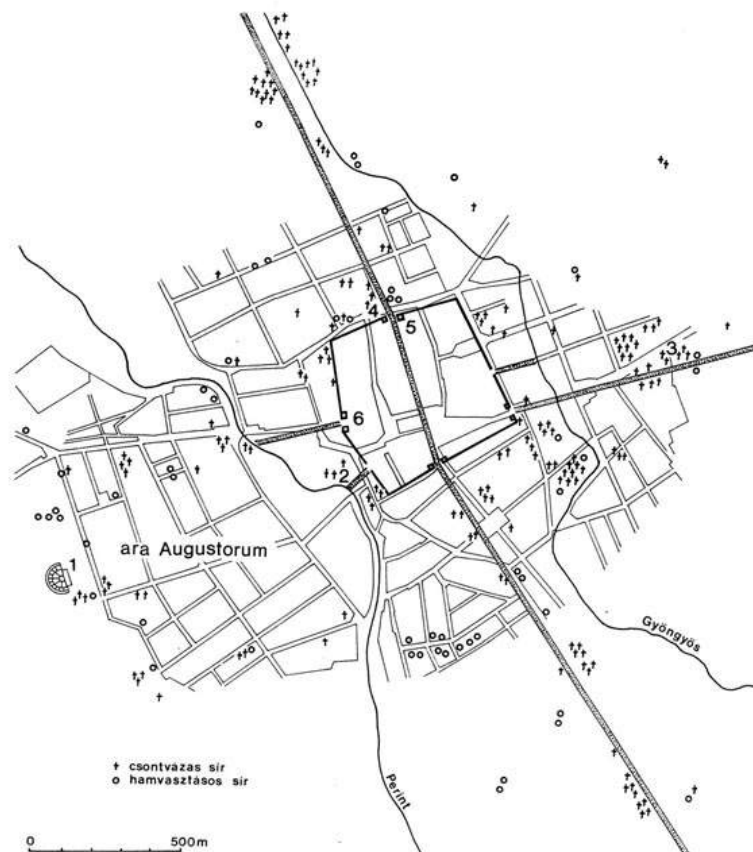 4
5
3
6
2
1
ara Augustorum
Gyöngyös
Perint
✝ csontvázas sír
o hamvasztásos sír
0 500m